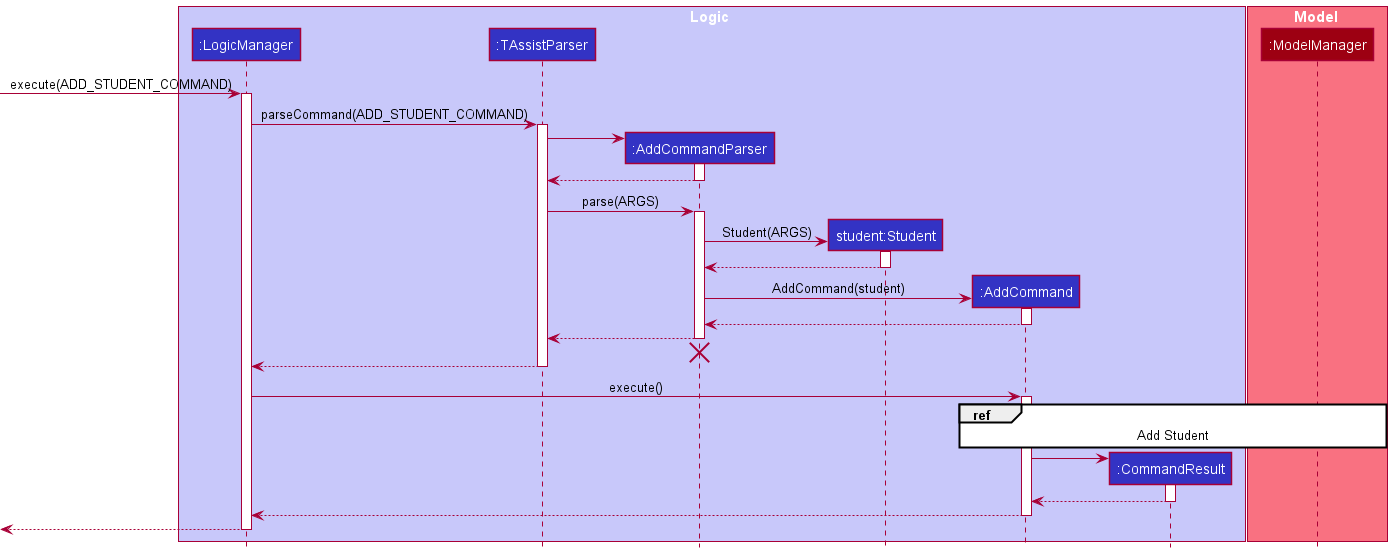 Logic
Model
:LogicManager
:TAssistParser
:ModelManager
execute(ADD_STUDENT_COMMAND)
parseCommand(ADD_STUDENT_COMMAND)
:AddCommandParser
parse(ARGS)
Student(ARGS)
student:Student
AddCommand(student)
:AddCommand
execute()
ref
Add Student
:CommandResult